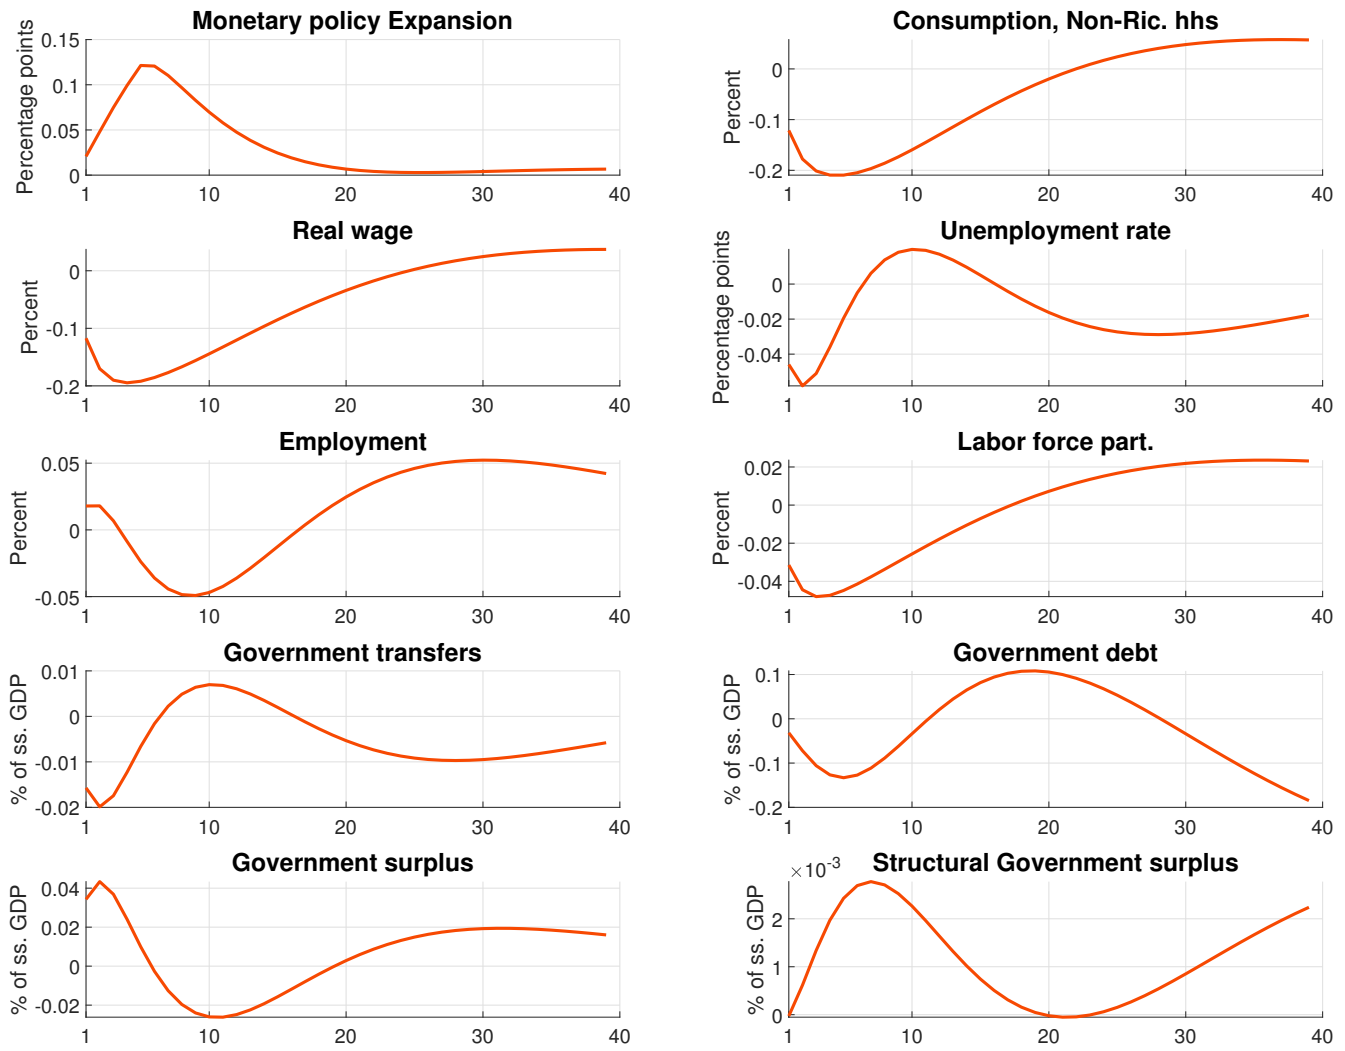 Monetary policy Expansion
Percentage points
0.15
0.1
0.05
0
1 10 20 30 40
Consumption, Non-Ric. hhs
Percent
0
-0.1
-0.2
1 10 20 30 40
Real wage
Percent
0
-0.1
-0.2
1 10 20 30 40
Unemployment rate
Percentage points
0
-0.02
-0.04
1 10 20 30 40
Employment
Percent
0.05
0
-0.05
1 10 20 30 40
Labor force part.
Percent
0.02
0
-0.02
-0.04
1 10 20 30 40
Government transfers
% of ss. GDP
0.01
0
-0.01
-0.02
1 10 20 30 40
Government debt
% of ss. GDP
0.1
0
-0.1
-0.2
1 10 20 30 40
Government surplus
% of ss. GDP
0.04
0.02
0
-0.02
1 10 20 30 40
×10⁻³ Structural Government surplus
% of ss. GDP
2
1
0
1 10 20 30 40